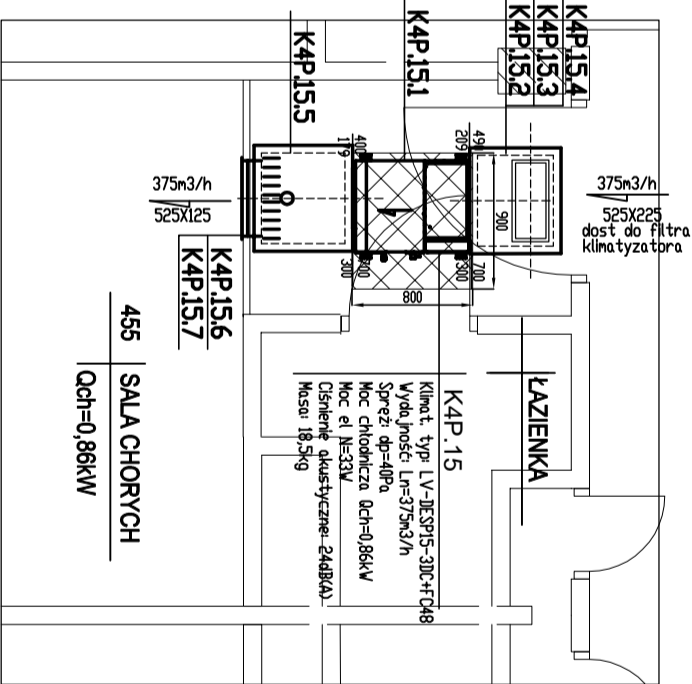 K4P.15.4
K4P.15.3
K4P.15.2
K4P.15.1
K4P.15.5
375m3/h
525X225
dost do filtra
klimatyzatora
375m3/h
525X125
K4P.15.6
K4P.15.7
490
209
400
179
900
300
700
300
700
800
ŁAZIENKA
K4P.15
Klimat. typ: LV-DESP15-3DC+FC48
Wydajność: Ln=375m3/h
Spręż: dp=40Pa
Moc chłodnicza Qch=0,86kW
Moc el N=33W
Ciśnienie akustyczne: 24dB(A)
Masa: 18,5kg
455 SALA CHORYCH
Qch=0,86kW